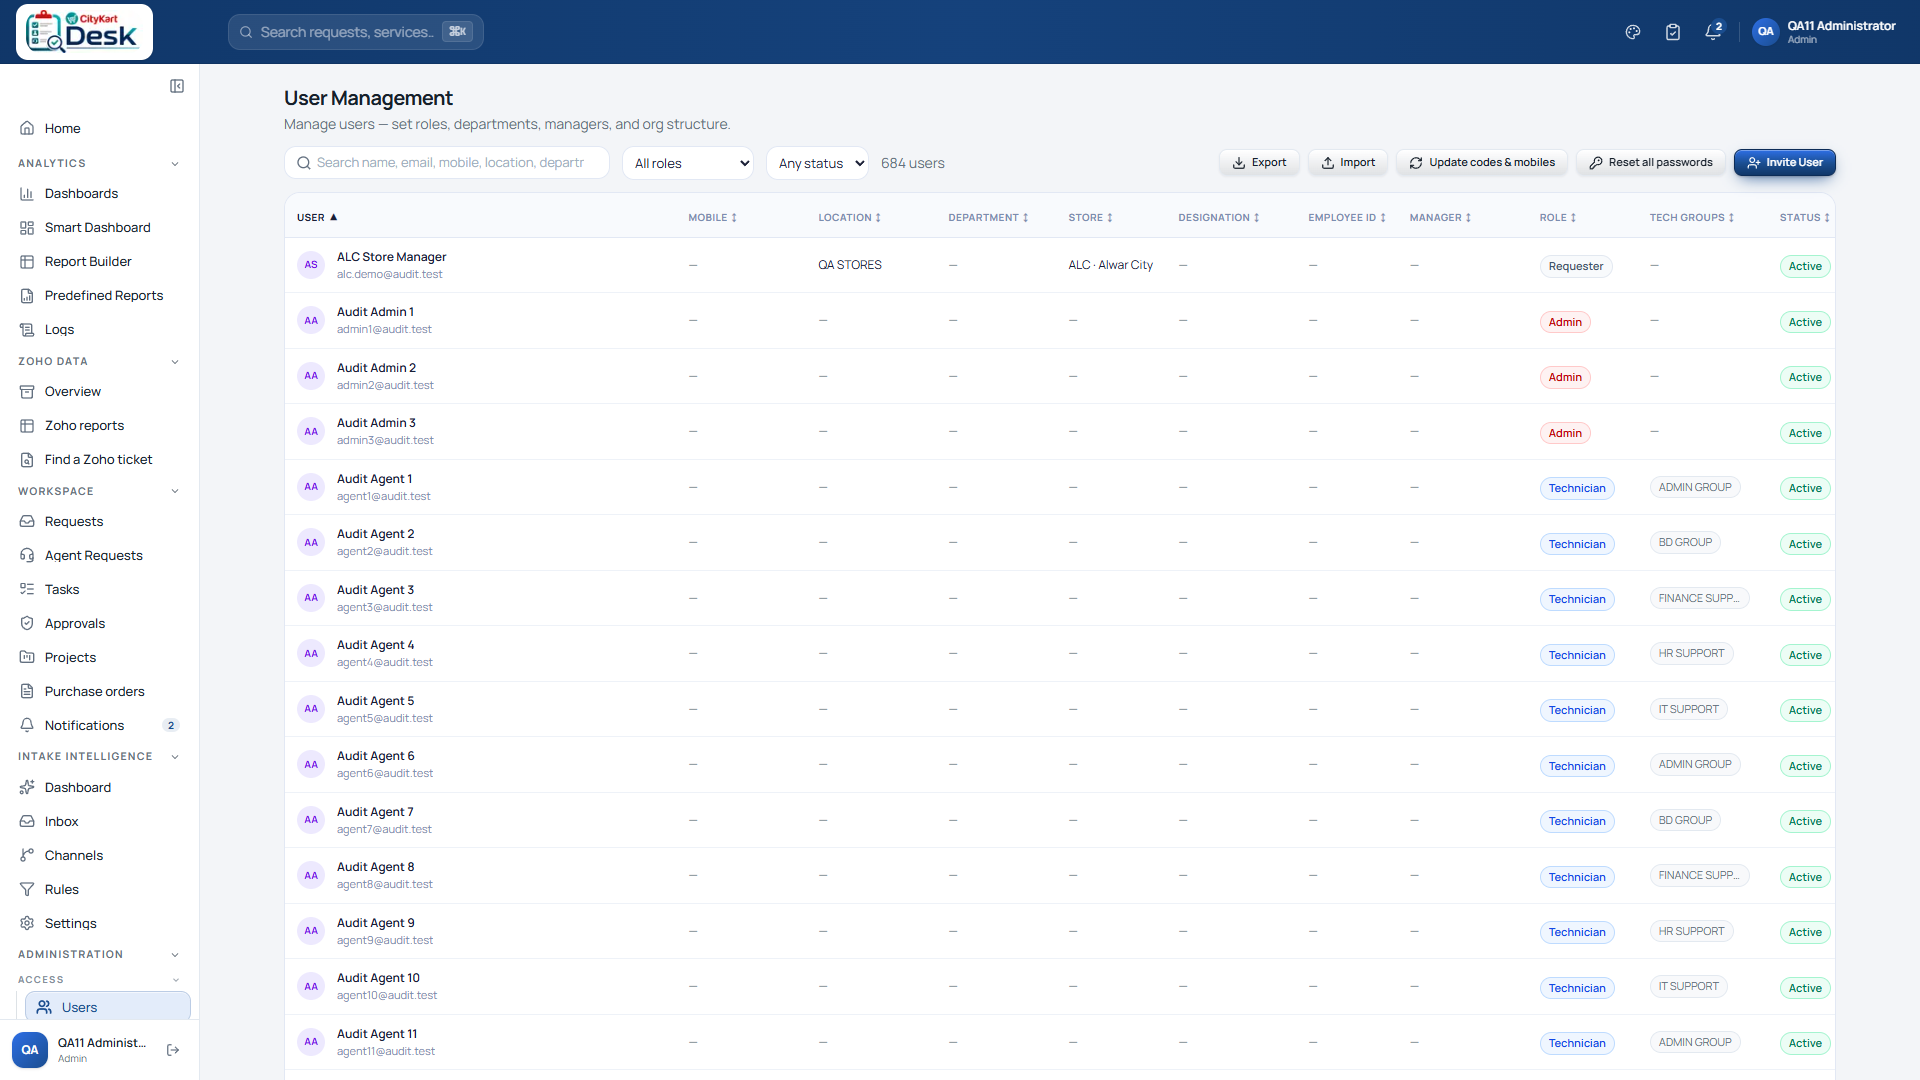 CityKart
Desk
Search requests, services..
⌘K
2
QA
QA11 Administrator
Admin
Home
ANALYTICS
Dashboards
Smart Dashboard
Report Builder
Predefined Reports
Logs
ZOHO DATA
Overview
Zoho reports
Find a Zoho ticket
WORKSPACE
Requests
Agent Requests
Tasks
Approvals
Projects
Purchase orders
Notifications 2
INTAKE INTELLIGENCE
Dashboard
Inbox
Channels
Rules
Settings
ADMINISTRATION
ACCESS
Users
QA
QA11 Administ...
Admin
User Management
Manage users — set roles, departments, managers, and org structure.
Search name, email, mobile, location, departr
All roles
Any status
684 users
Export
Import
Update codes & mobiles
Reset all passwords
Invite User
USER ▲ MOBILE ↕ LOCATION ↕ DEPARTMENT ↕ STORE ↕ DESIGNATION ↕ EMPLOYEE ID ↕ MANAGER ↕ ROLE ↕ TECH GROUPS ↕ STATUS ↕
AS ALC Store Manager — QA STORES — ALC · Alwar City — — — Requester — Active
alc.demo@audit.test
AA Audit Admin 1 — — — — — — — Admin — Active
admin1@audit.test
AA Audit Admin 2 — — — — — — — Admin — Active
admin2@audit.test
AA Audit Admin 3 — — — — — — — Admin — Active
admin3@audit.test
AA Audit Agent 1 — — — — — — — Technician ADMIN GROUP Active
agent1@audit.test
AA Audit Agent 2 — — — — — — — Technician BD GROUP Active
agent2@audit.test
AA Audit Agent 3 — — — — — — — Technician FINANCE SUPP... Active
agent3@audit.test
AA Audit Agent 4 — — — — — — — Technician HR SUPPORT Active
agent4@audit.test
AA Audit Agent 5 — — — — — — — Technician IT SUPPORT Active
agent5@audit.test
AA Audit Agent 6 — — — — — — — Technician ADMIN GROUP Active
agent6@audit.test
AA Audit Agent 7 — — — — — — — Technician BD GROUP Active
agent7@audit.test
AA Audit Agent 8 — — — — — — — Technician FINANCE SUPP... Active
agent8@audit.test
AA Audit Agent 9 — — — — — — — Technician HR SUPPORT Active
agent9@audit.test
AA Audit Agent 10 — — — — — — — Technician IT SUPPORT Active
agent10@audit.test
AA Audit Agent 11 — — — — — — — Technician ADMIN GROUP Active
agent11@audit.test